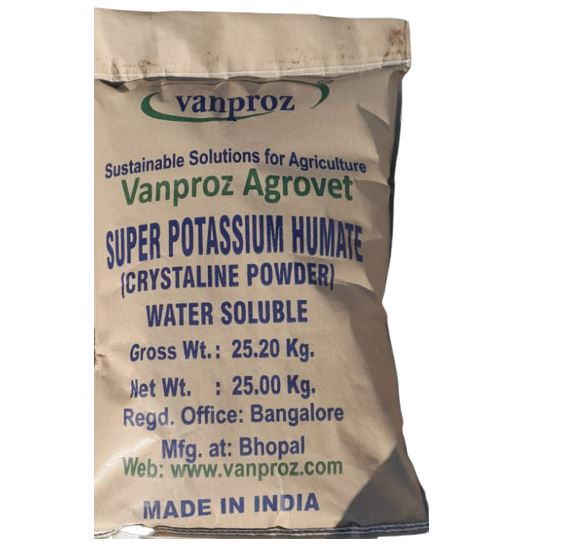 vanproz
Sustainable Solutions for Agriculture
Vanproz Agrovet
SUPER POTASSIUM HUMATE
(CRYSTALINE POWDER)
WATER SOLUBLE
Gross Wt. : 25.20 Kg.
Net Wt. : 25.00 Kg.
Regd. Office: Bangalore
Mfg. at: Bhopal
Web: www.vanproz.com
MADE IN INDIA